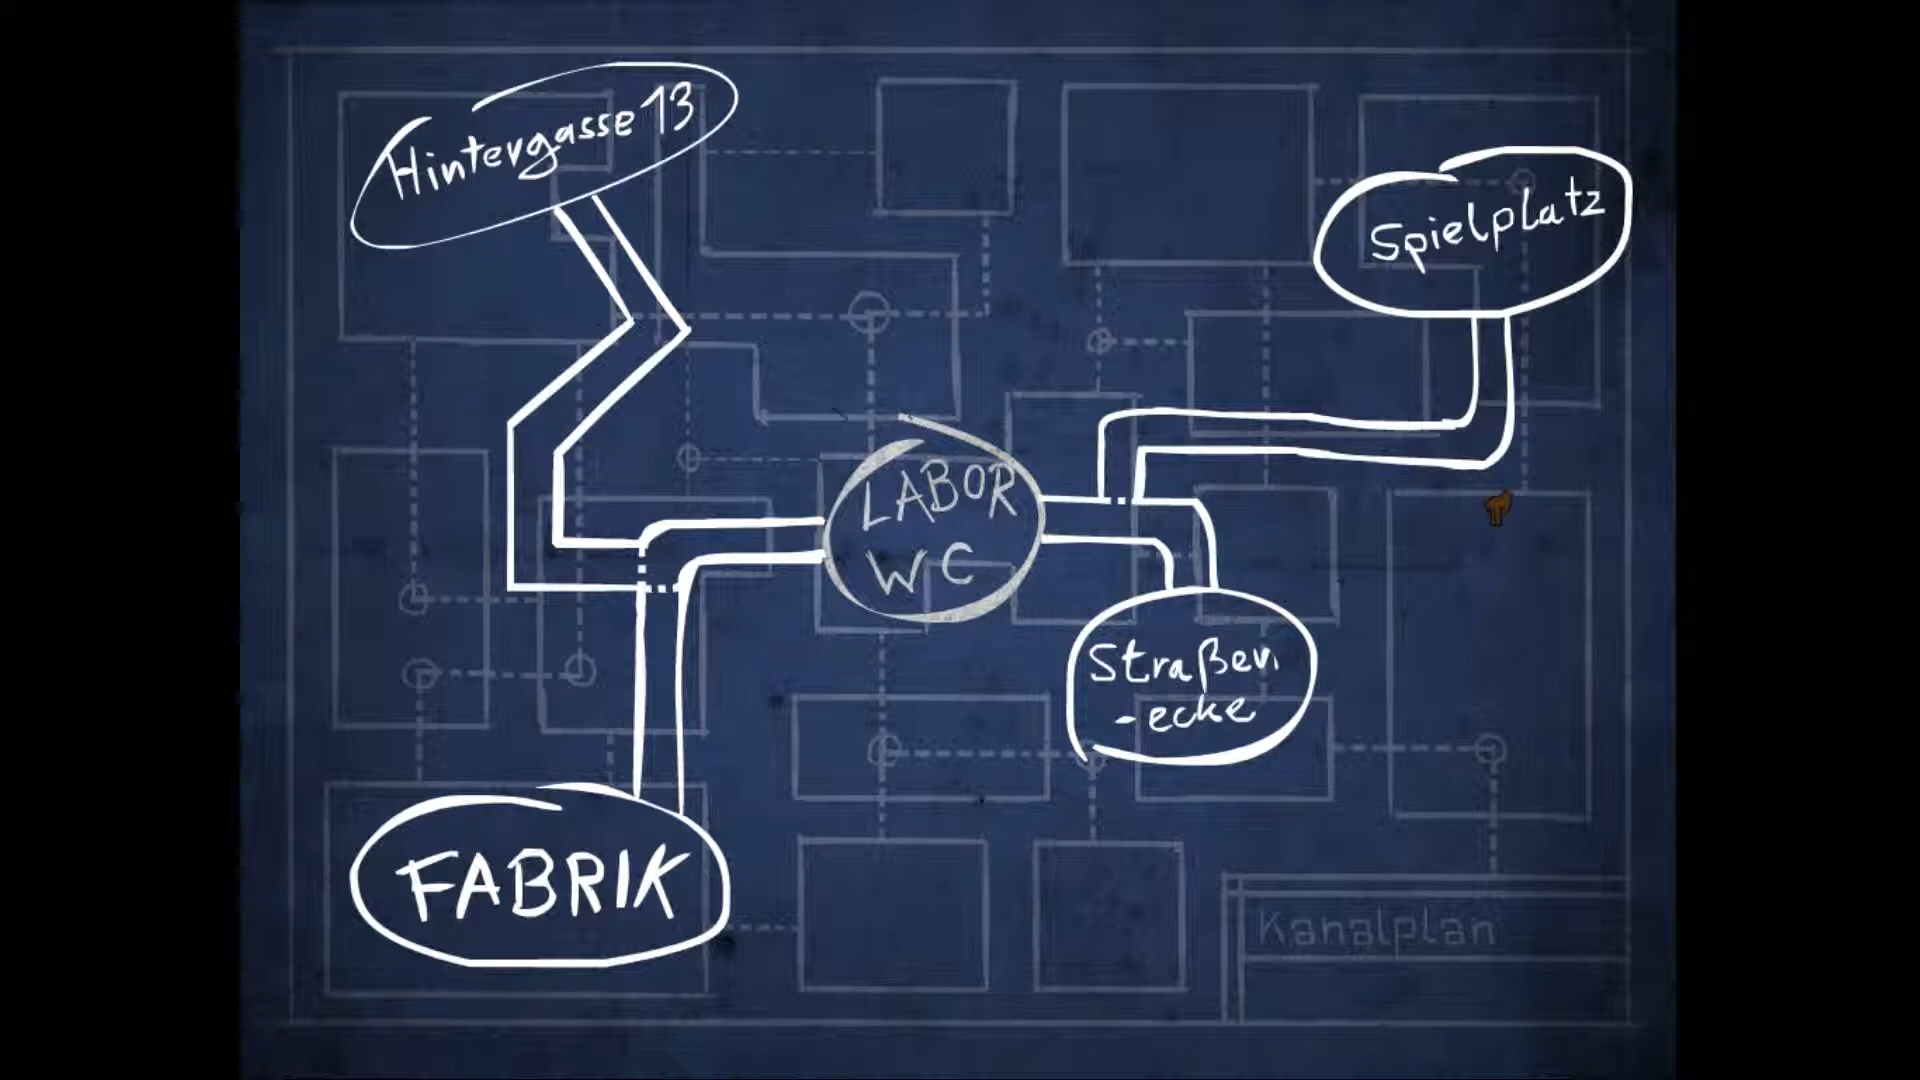 Hintergasse 13
Spielplatz
LABOR
WC
Straßen
-ecke
FABRIK
Kanalplan